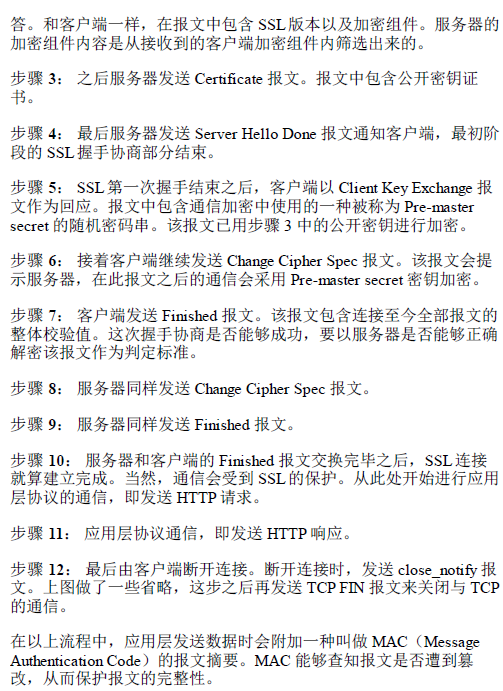 答。和客户端一样，在报文中包含 SSL 版本以及加密组件。服务器的
加密组件内容是从接收到的客户端加密组件内筛选出来的。
步骤 3： 之后服务器发送 Certificate 报文。报文中包含公开密钥证
书。
步骤 4： 最后服务器发送 Server Hello Done 报文通知客户端，最初阶
段的 SSL 握手协商部分结束。
步骤 5： SSL 第一次握手结束之后，客户端以 Client Key Exchange 报
文作为回应。报文中包含通信加密中使用的一种被称为 Pre-master
secret 的随机密码串。该报文已用步骤 3 中的公开密钥进行加密。
步骤 6： 接着客户端继续发送 Change Cipher Spec 报文。该报文会提
示服务器，在此报文之后的通信会采用 Pre-master secret 密钥加密。
步骤 7： 客户端发送 Finished 报文。该报文包含连接至今全部报文的
整体校验值。这次握手协商是否能够成功，要以服务器是否能够正确
解密该报文作为判定标准。
步骤 8： 服务器同样发送 Change Cipher Spec 报文。
步骤 9： 服务器同样发送 Finished 报文。
步骤 10： 服务器和客户端的 Finished 报文交换完毕之后，SSL 连接
就算建立完成。当然，通信会受到 SSL 的保护。从此处开始进行应用
层协议的通信，即发送 HTTP 请求。
步骤 11： 应用层协议通信，即发送 HTTP 响应。
步骤 12： 最后由客户端断开连接。断开连接时，发送 close_notify 报
文。上图做了一些省略，这步之后再发送 TCP FIN 报文来关闭与 TCP
的通信。
在以上流程中，应用层发送数据时会附加一种叫做 MAC（Message
Authentication Code）的报文摘要。MAC 能够查知报文是否遭到篡
改，从而保护报文的完整性。